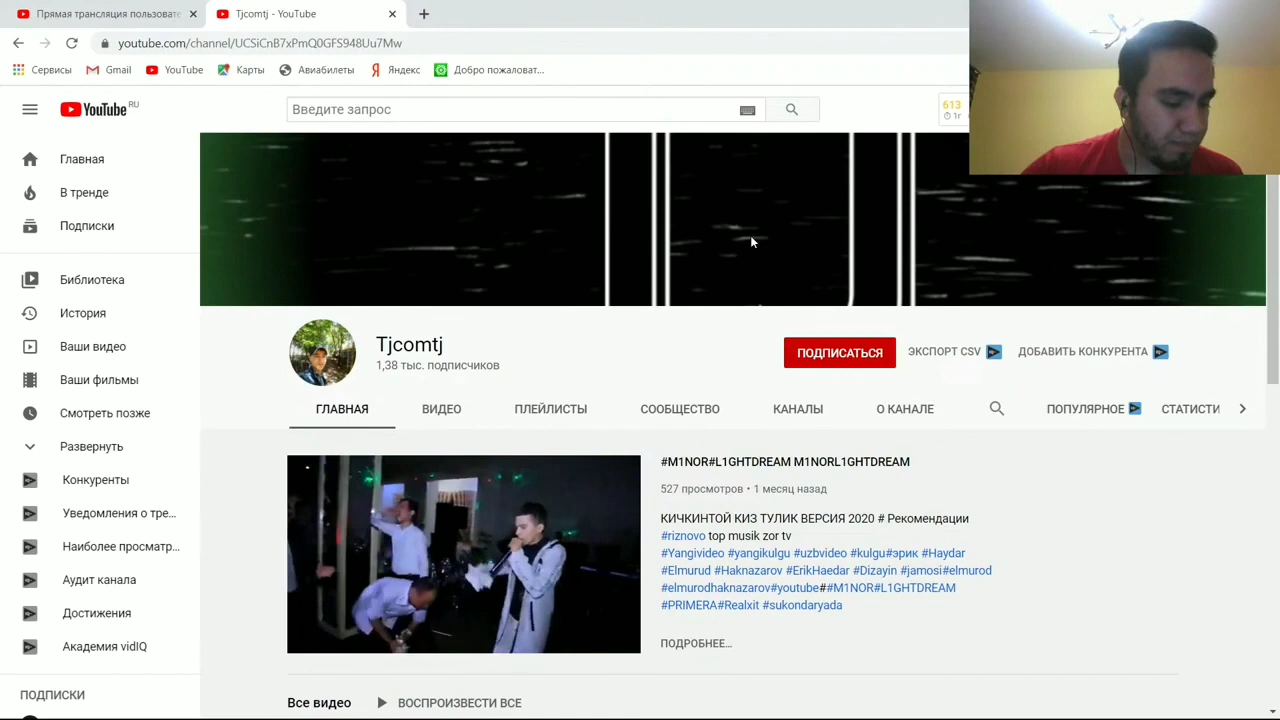 Прямая трансляция пользовате
Tjcomtj - YouTube
youtube.com/channel/UCSiCnB7xPmQ0GFS948Uu7Mw
Сервисы Gmail YouTube Карты Авиабилеты Яндекс Добро пожаловат...
YouTube RU
Введите запрос
613
1г
Главная
В тренде
Подписки
Библиотека
История
Ваши видео
Ваши фильмы
Смотреть позже
Развернуть
Конкуренты
Уведомления о тре...
Наиболее просматр...
Аудит канала
Достижения
Академия vidIQ
ПОДПИСКИ
Tjcomtj
1,38 тыс. подписчиков
ПОДПИСАТЬСЯ ЭКСПОРТ CSV ДОБАВИТЬ КОНКУРЕНТА
ГЛАВНАЯ ВИДЕО ПЛЕЙЛИСТЫ СООБЩЕСТВО КАНАЛЫ О КАНАЛЕ ПОПУЛЯРНОЕ СТАТИСТИ
#M1NOR#L1GHTDREAM M1NORL1GHTDREAM
527 просмотров • 1 месяц назад
КИЧКИНТОЙ КИЗ ТУЛИК ВЕРСИЯ 2020 # Рекомендации
#riznovo top musik zor tv
#Yangivideo #yangikulgu #uzbvideo #kulgu#эрик #Haydar
#Elmurud #Haknazarov #ErikHaedar #Dizayin #jamosi#elmurod
#elmurodhaknazarov#youtube##M1NOR#L1GHTDREAM
#PRIMERA#Realxit #sukondaryada
ПОДРОБНЕЕ...
Все видео ВОСПРОИЗВЕСТИ ВСЕ